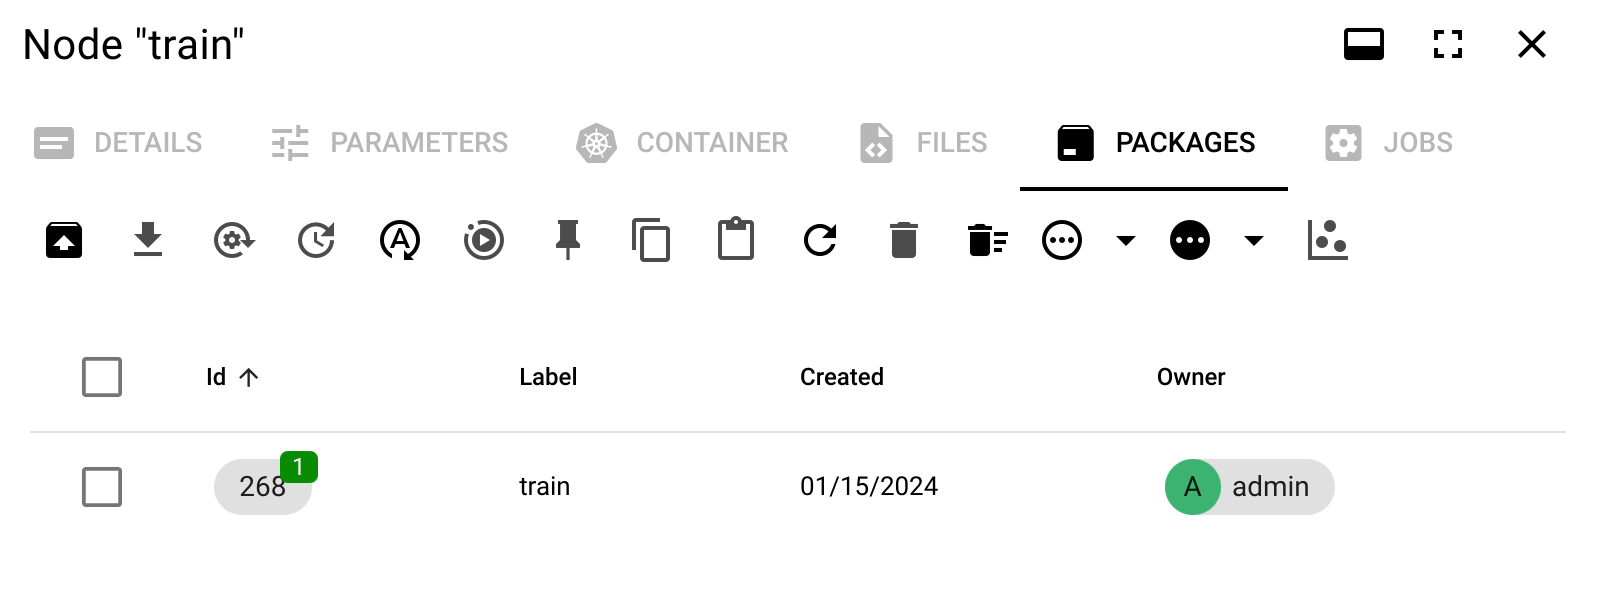 Node "train"
DETAILS PARAMETERS CONTAINER FILES PACKAGES JOBS
A
Id Label Created Owner
268 1 train 01/15/2024 A admin